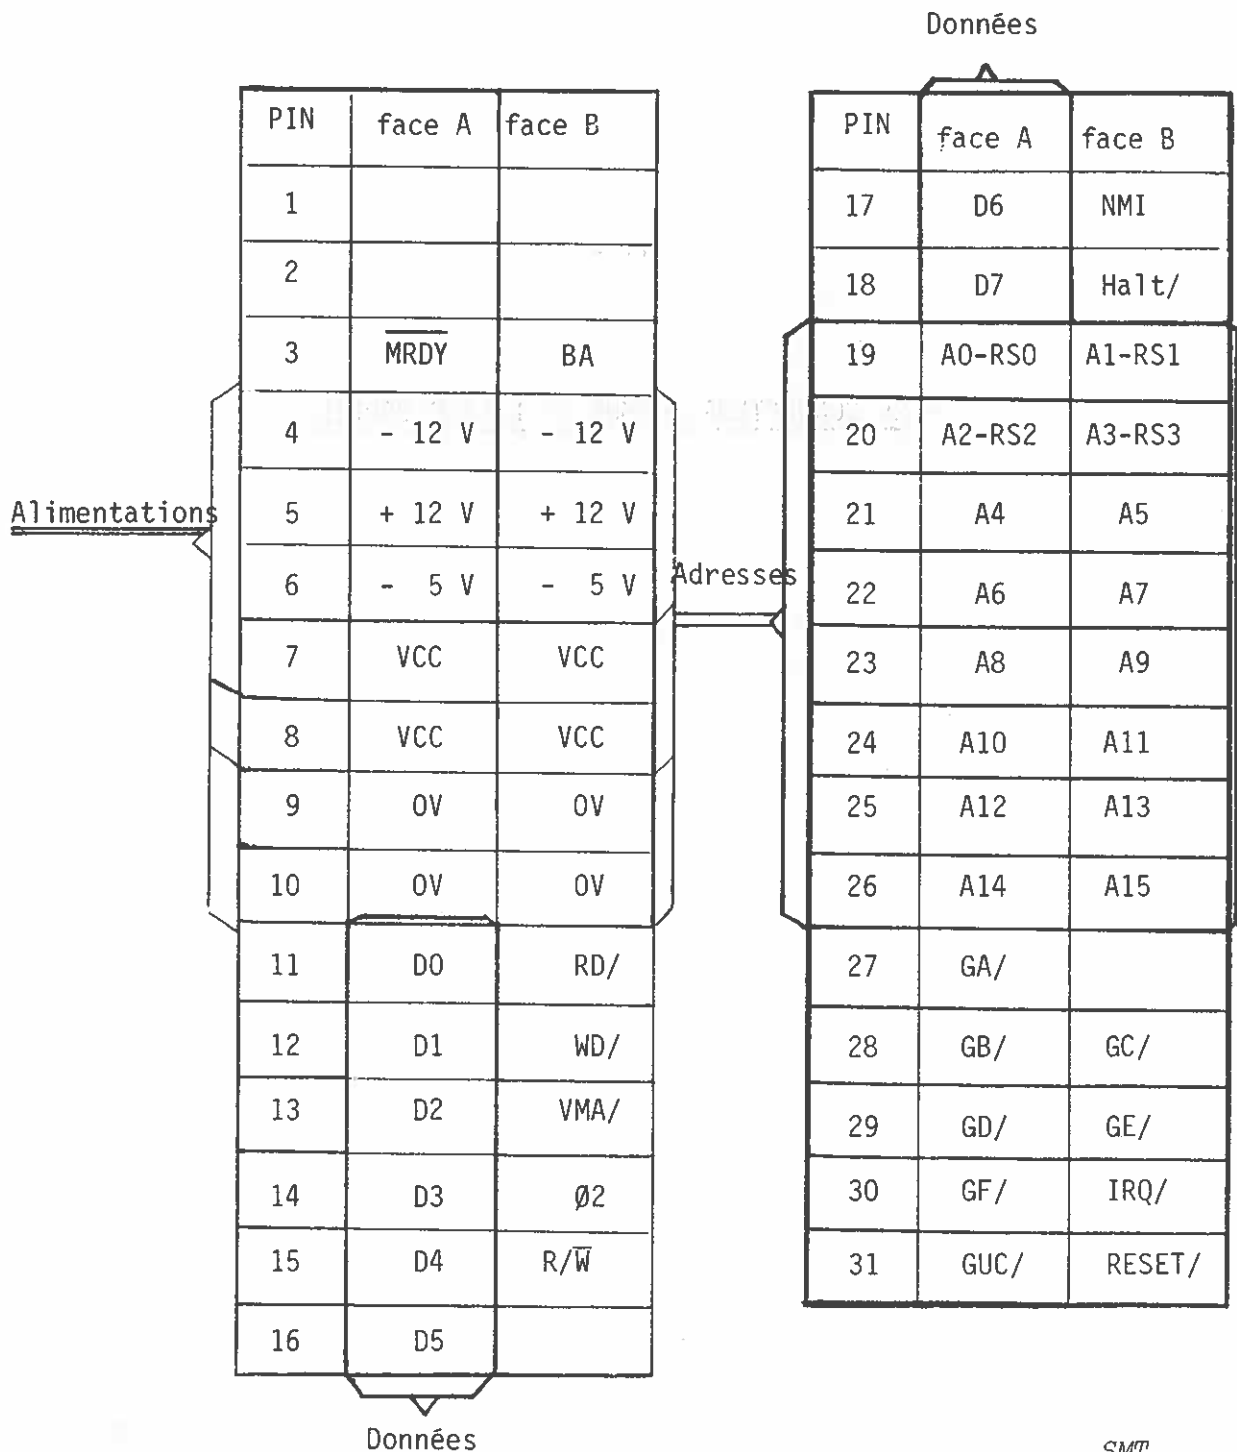 Données
PIN face A face B
1
2
3 M̅R̅D̅Y̅ BA
4 - 12 V - 12 V
Alimentations
5 + 12 V + 12 V
6 - 5 V - 5 V
7 VCC VCC
8 VCC VCC
9 0V 0V
10 0V 0V
11 D0 RD/
12 D1 WD/
13 D2 VMA/
14 D3 Ø2
15 D4 R/W̅
16 D5
Données
PIN face A face B
17 D6 NMI
18 D7 Halt/
19 A0-RS0 A1-RS1
20 A2-RS2 A3-RS3
21 A4 A5
Adresses
22 A6 A7
23 A8 A9
24 A10 A11
25 A12 A13
26 A14 A15
27 GA/
28 GB/ GC/
29 GD/ GE/
30 GF/ IRQ/
31 GUC/ RESET/
SMT